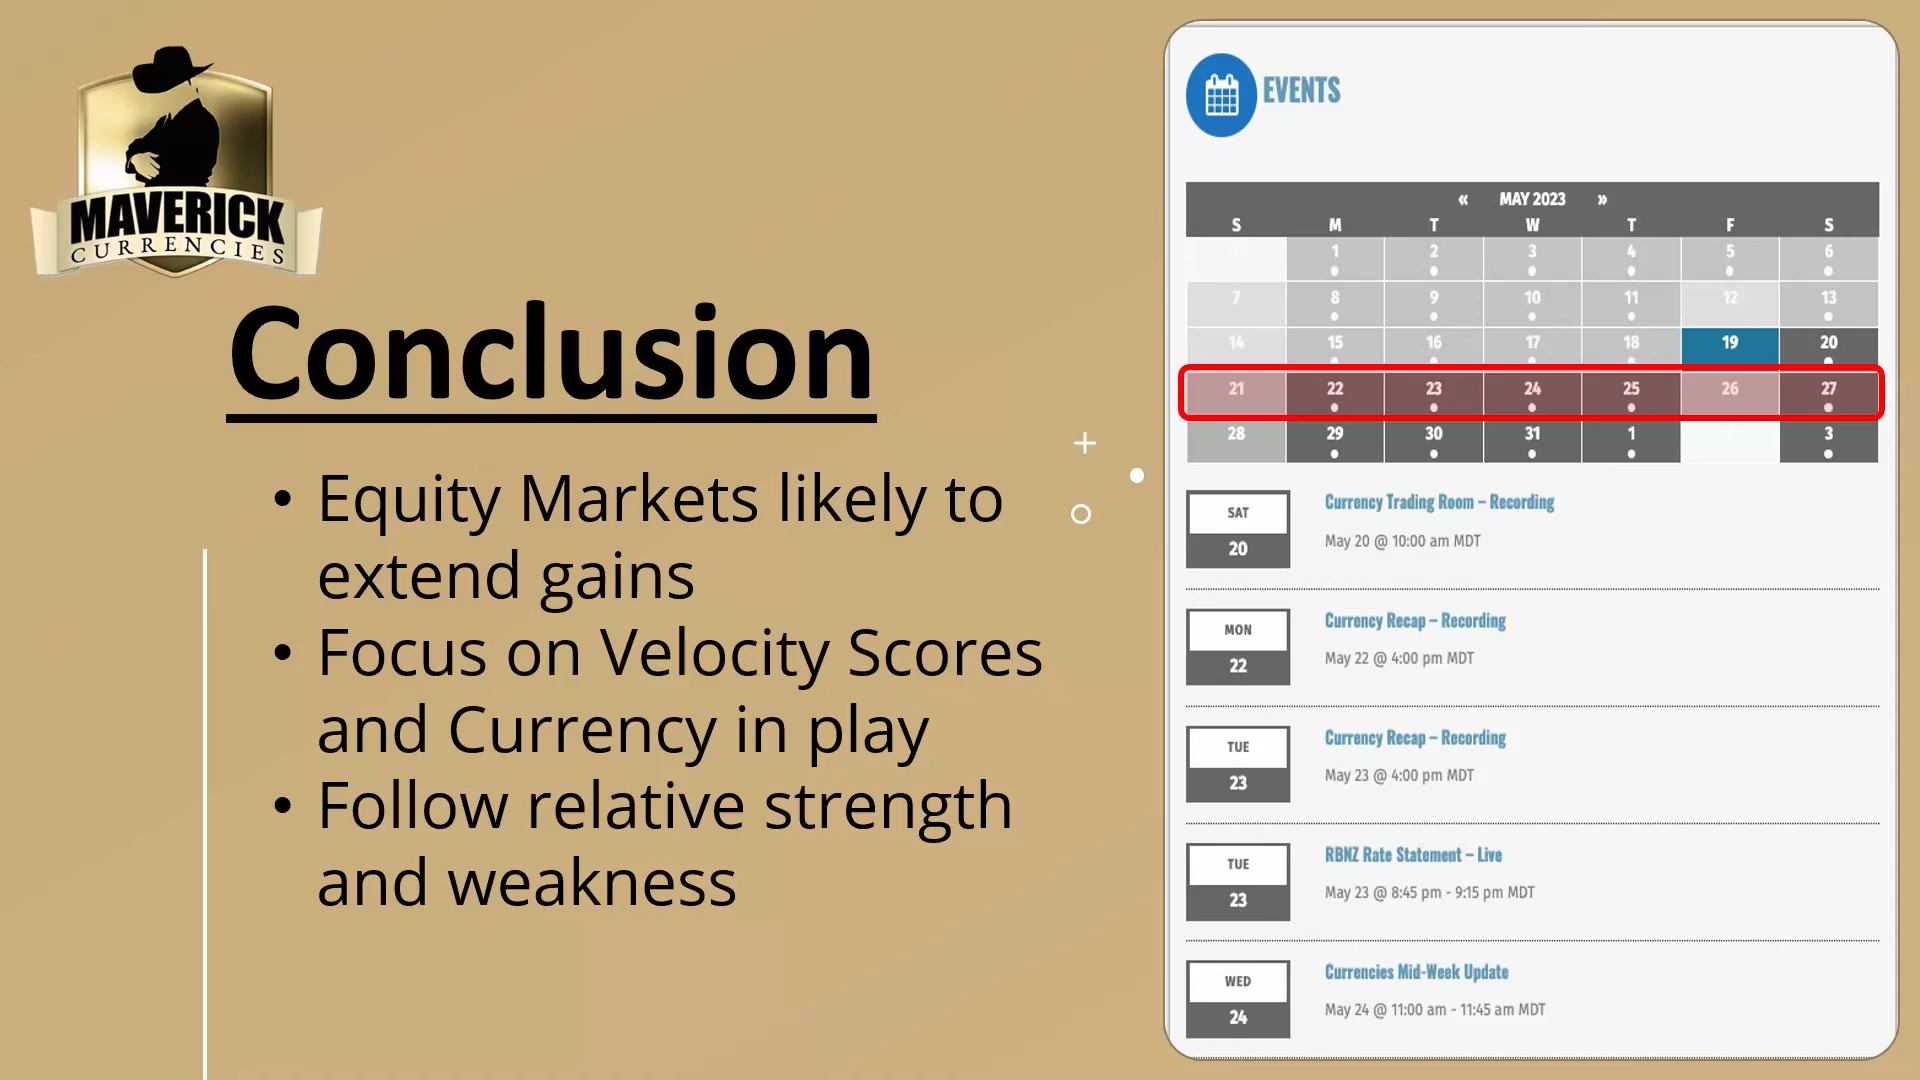 MAVERICK
CURRENCIES
Conclusion
• Equity Markets likely to
extend gains
• Focus on Velocity Scores
and Currency in play
• Follow relative strength
and weakness
EVENTS
« MAY 2023 »
S M T W T F S
1 2 3 4 5 6
7 8 9 10 11 12 13
14 15 16 17 18 19 20
21 22 23 24 25 26 27
28 29 30 31 1 3
SAT
20
Currency Trading Room – Recording
May 20 @ 10:00 am MDT
MON
22
Currency Recap – Recording
May 22 @ 4:00 pm MDT
TUE
23
Currency Recap – Recording
May 23 @ 4:00 pm MDT
TUE
23
RBNZ Rate Statement – Live
May 23 @ 8:45 pm - 9:15 pm MDT
WED
24
Currencies Mid-Week Update
May 24 @ 11:00 am - 11:45 am MDT